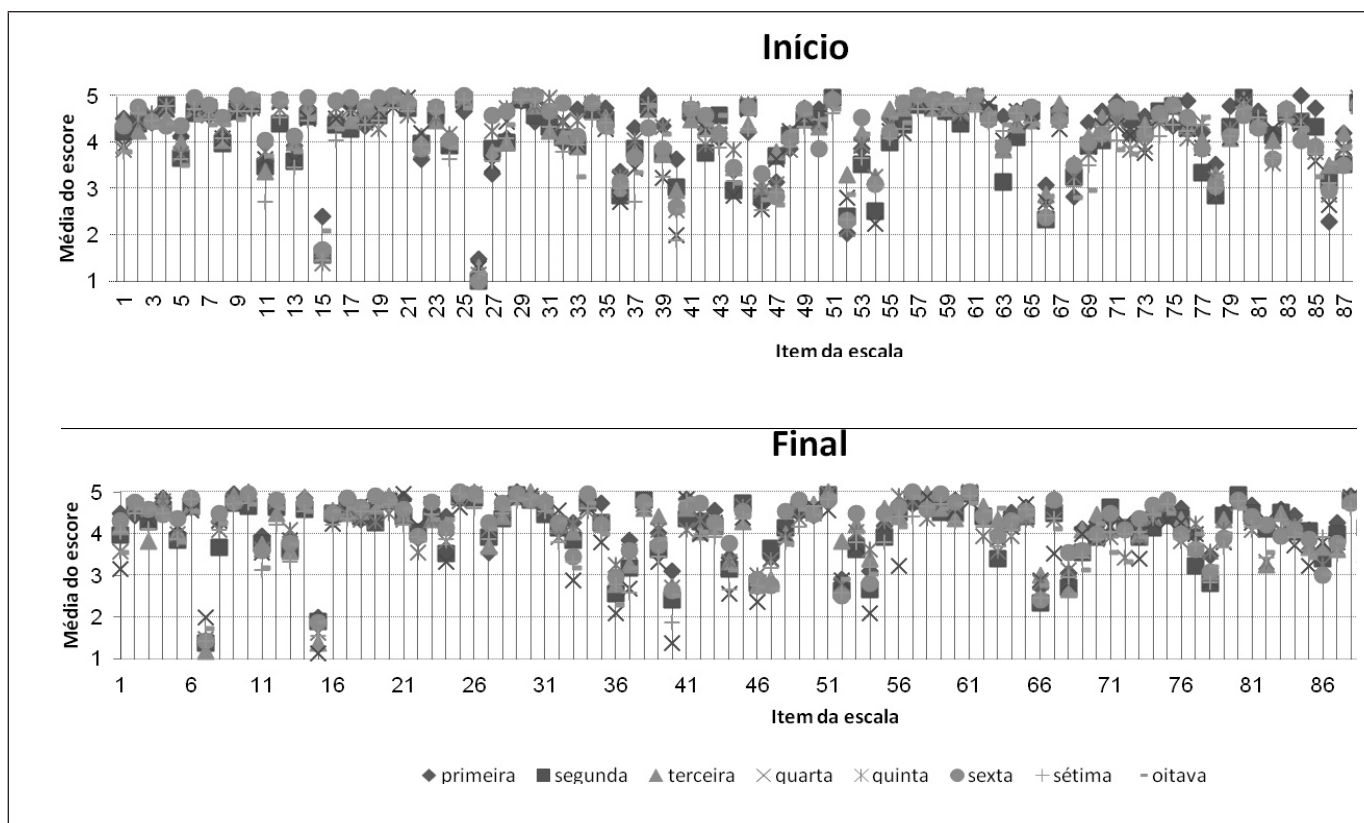 Início
Média do escore
5
4
3
2
1
1 3 5 7 9 11 13 15 17 19 21 23 25 27 29 31 33 35 37 39 41 43 45 47 49 51 53 55 57 59 61 63 65 67 69 71 73 75 77 79 81 83 85 87
Item da escala
Final
Média do escore
5
4
3
2
1
1 6 11 16 21 26 31 36 41 46 51 56 61 66 71 76 81 86
Item da escala
primeira segunda terceira quarta quinta sexta sétima oitava